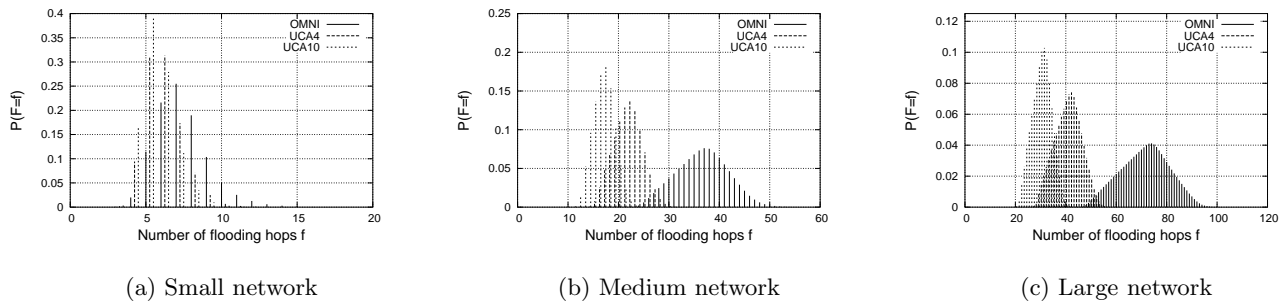 0.4
0.35
0.3
0.25
0.2
0.15
0.1
0.05
0
P(F=f)
OMNI
UCA4
UCA10
0 5 10 15 20
Number of flooding hops f
(a) Small network
0.25
0.2
0.15
0.1
0.05
0
P(F=f)
OMNI
UCA4
UCA10
0 10 20 30 40 50 60
Number of flooding hops f
(b) Medium network
0.12
0.1
0.08
0.06
0.04
0.02
0
P(F=f)
OMNI
UCA4
UCA10
0 20 40 60 80 100 120
Number of flooding hops f
(c) Large network